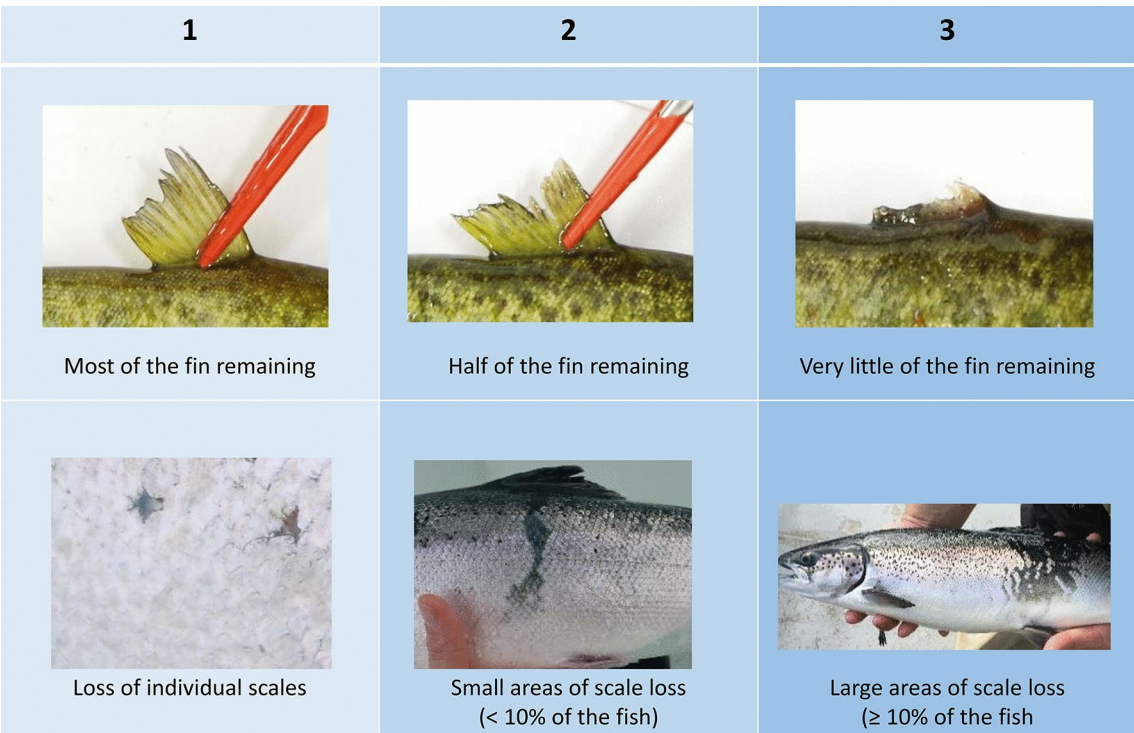 1
2
3
Most of the fin remaining
Half of the fin remaining
Very little of the fin remaining
Loss of individual scales
Small areas of scale loss
(< 10% of the fish)
Large areas of scale loss
(≥ 10% of the fish